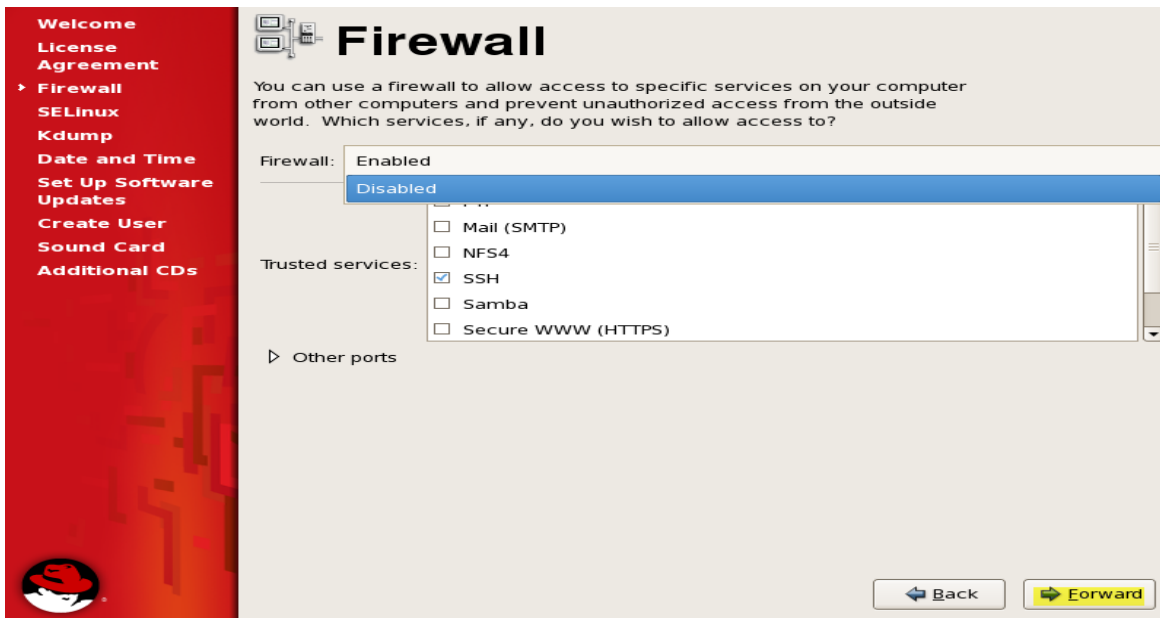 Welcome
License
Agreement
Firewall
SELinux
Kdump
Date and Time
Set Up Software
Updates
Create User
Sound Card
Additional CDs
Firewall
You can use a firewall to allow access to specific services on your computer
from other computers and prevent unauthorized access from the outside
world. Which services, if any, do you wish to allow access to?
Firewall: Enabled
Disabled
Mail (SMTP)
NFS4
Trusted services:
SSH
Samba
Secure WWW (HTTPS)
Other ports
Back Forward